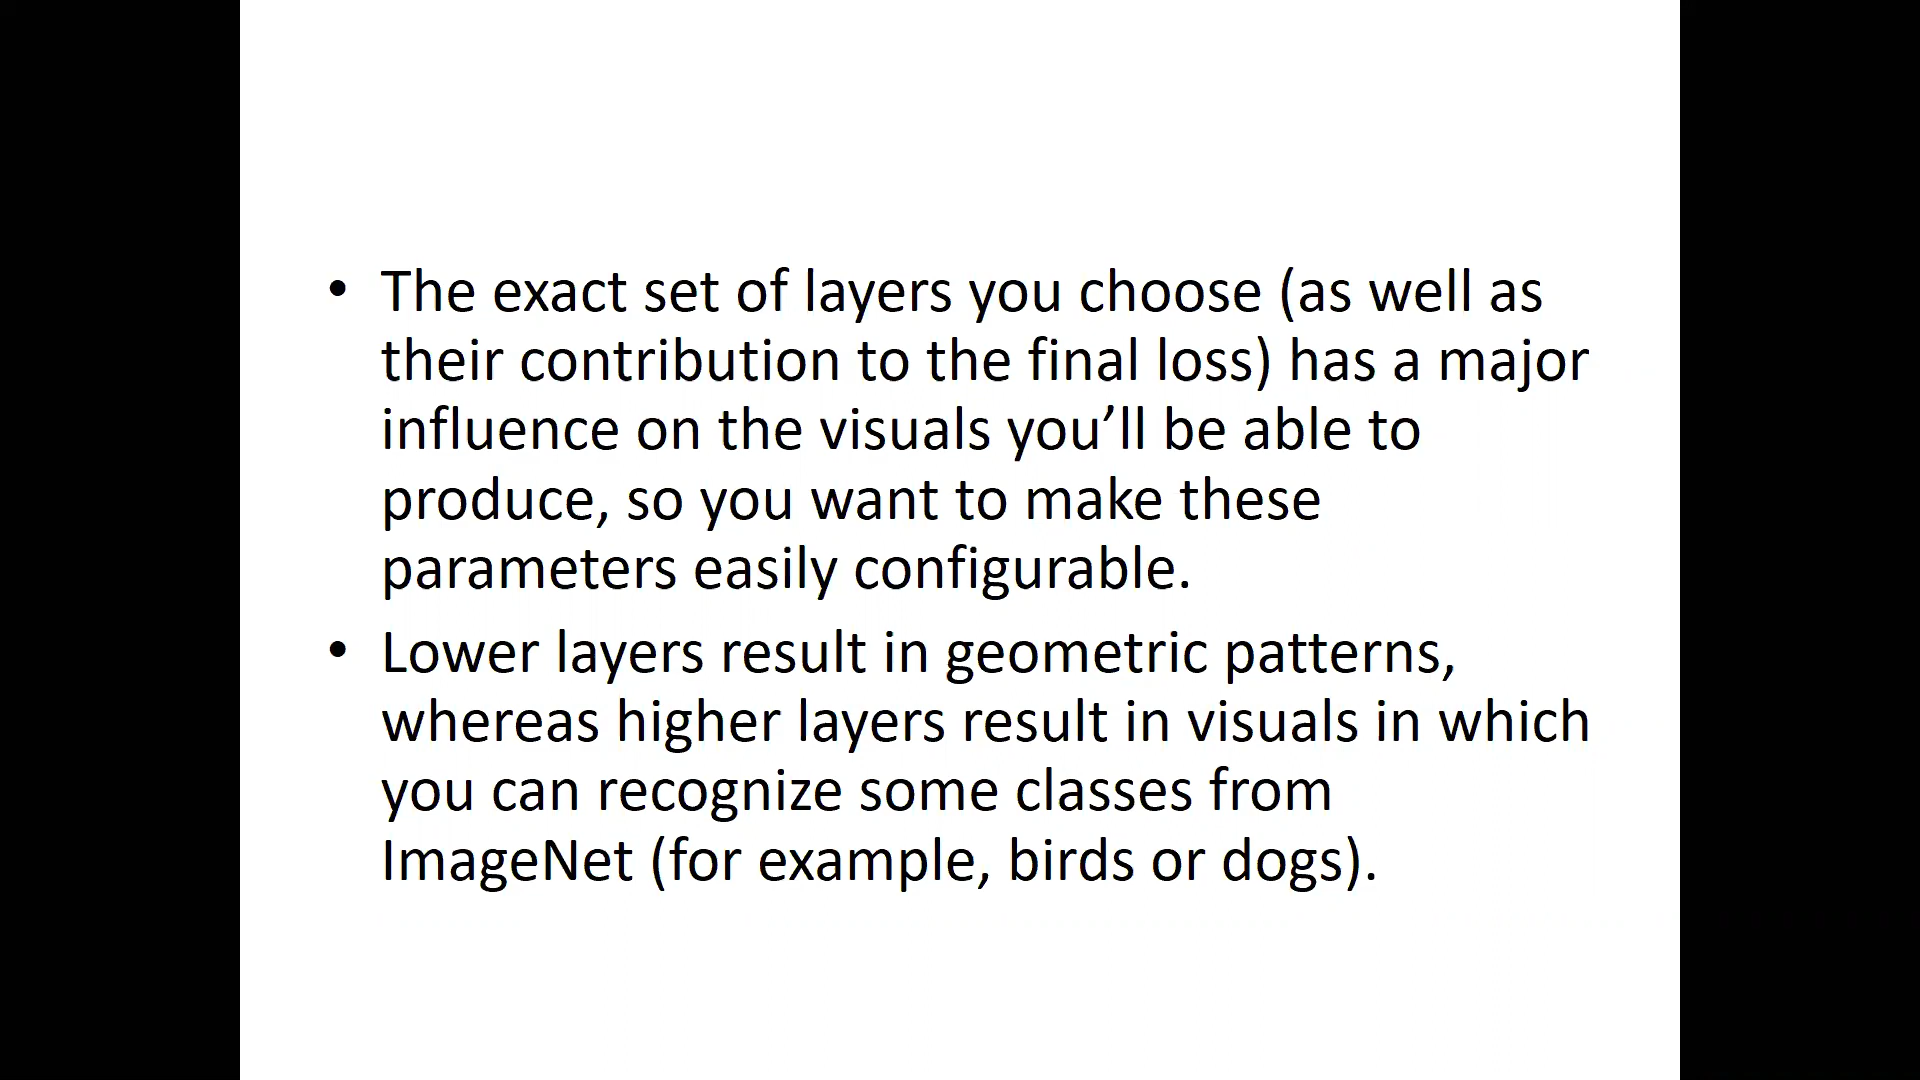 • The exact set of layers you choose (as well as
their contribution to the final loss) has a major
influence on the visuals you’ll be able to
produce, so you want to make these
parameters easily configurable.
• Lower layers result in geometric patterns,
whereas higher layers result in visuals in which
you can recognize some classes from
ImageNet (for example, birds or dogs).